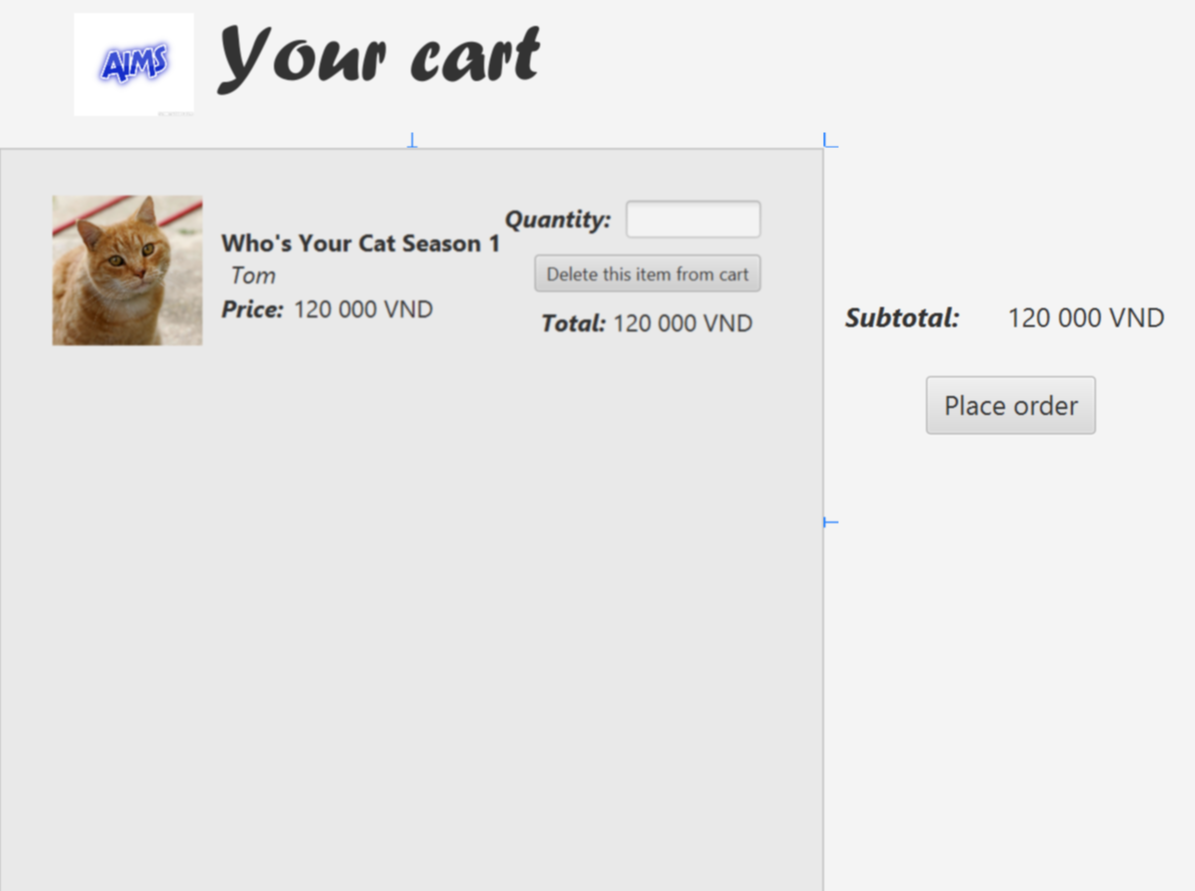 AIMS
Your cart
Who's Your Cat Season 1
Tom
Price: 120 000 VND
Quantity:
Delete this item from cart
Total: 120 000 VND
Subtotal: 120 000 VND
Place order